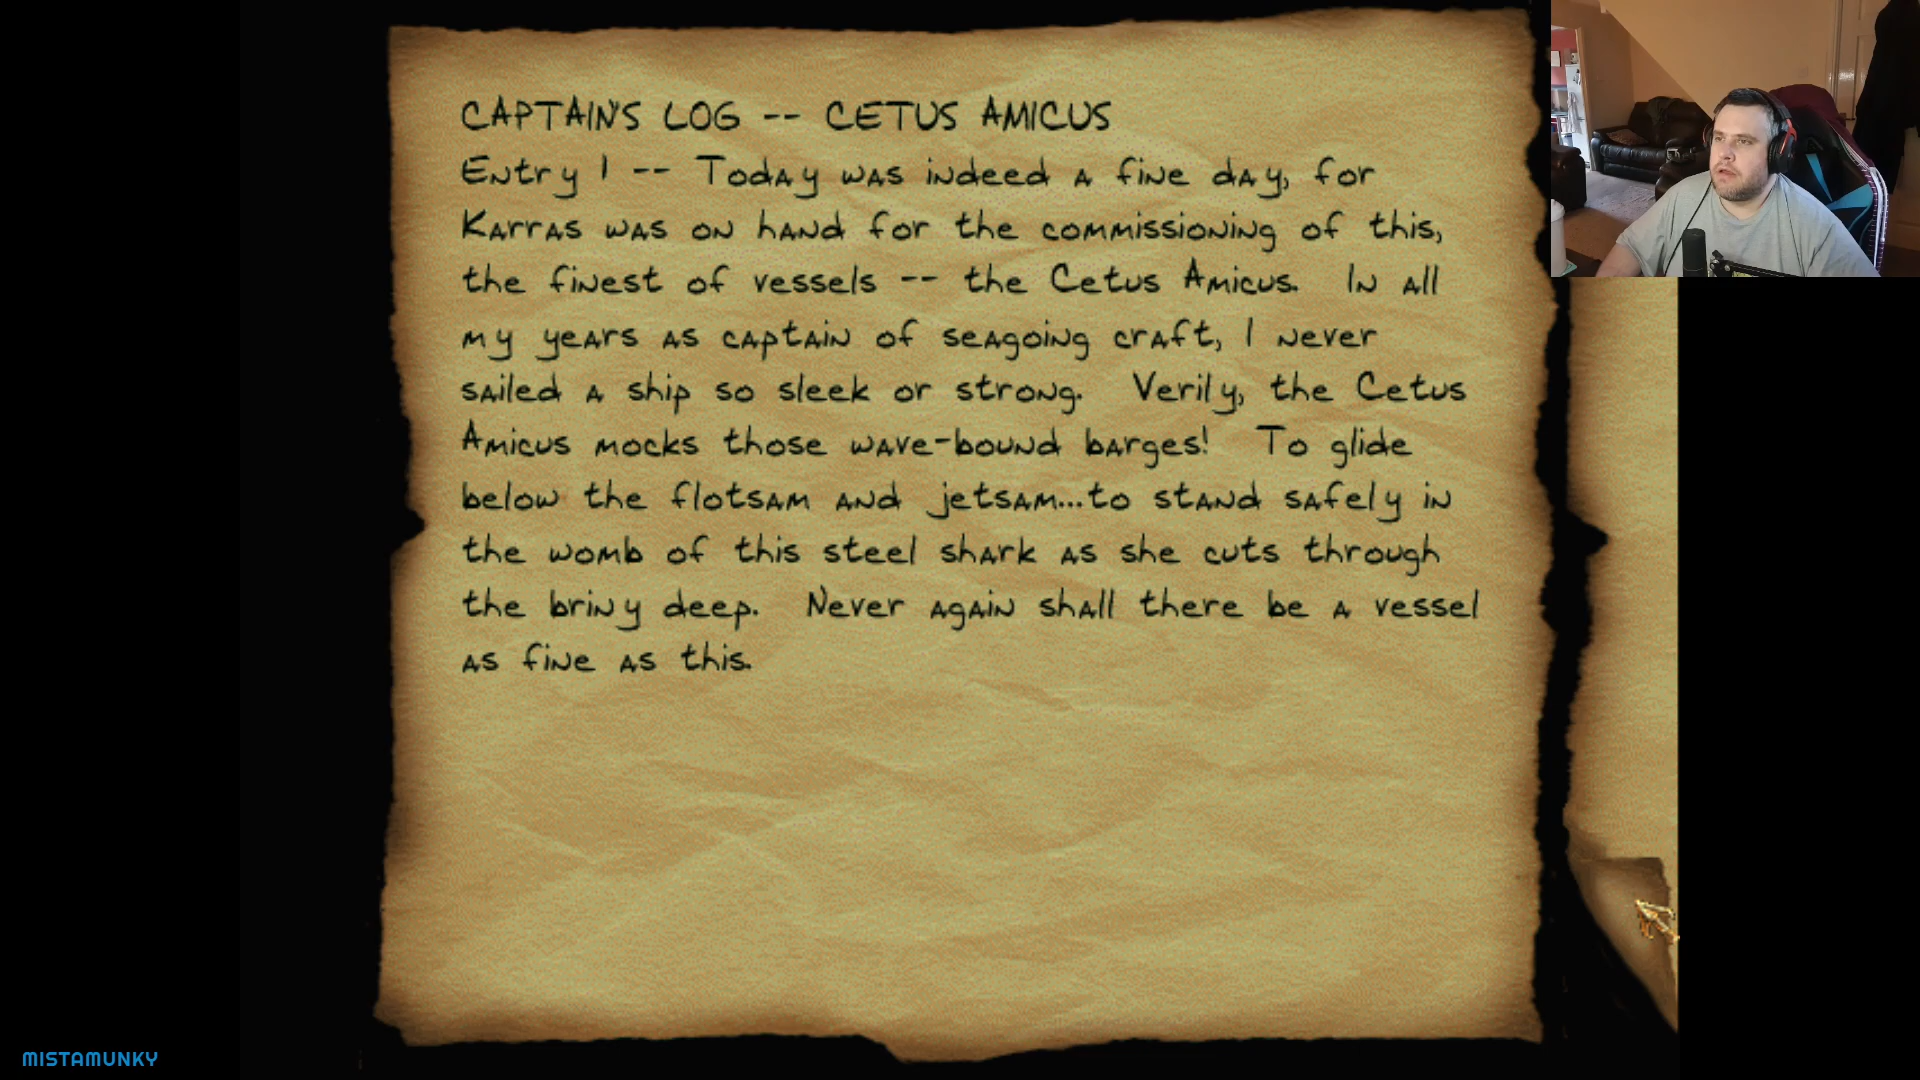 CAPTAIN'S LOG -- CETUS AMICUS
Entry 1 -- Today was indeed a fine day, for
Karras was on hand for the commissioning of this,
the finest of vessels -- the Cetus Amicus. In all
my years as captain of seagoing craft, I never
sailed a ship so sleek or strong. Verily, the Cetus
Amicus mocks those wave-bound barges! To glide
below the flotsam and jetsam...to stand safely in
the womb of this steel shark as she cuts through
the briny deep. Never again shall there be a vessel
as fine as this.
MISTAMUNKY